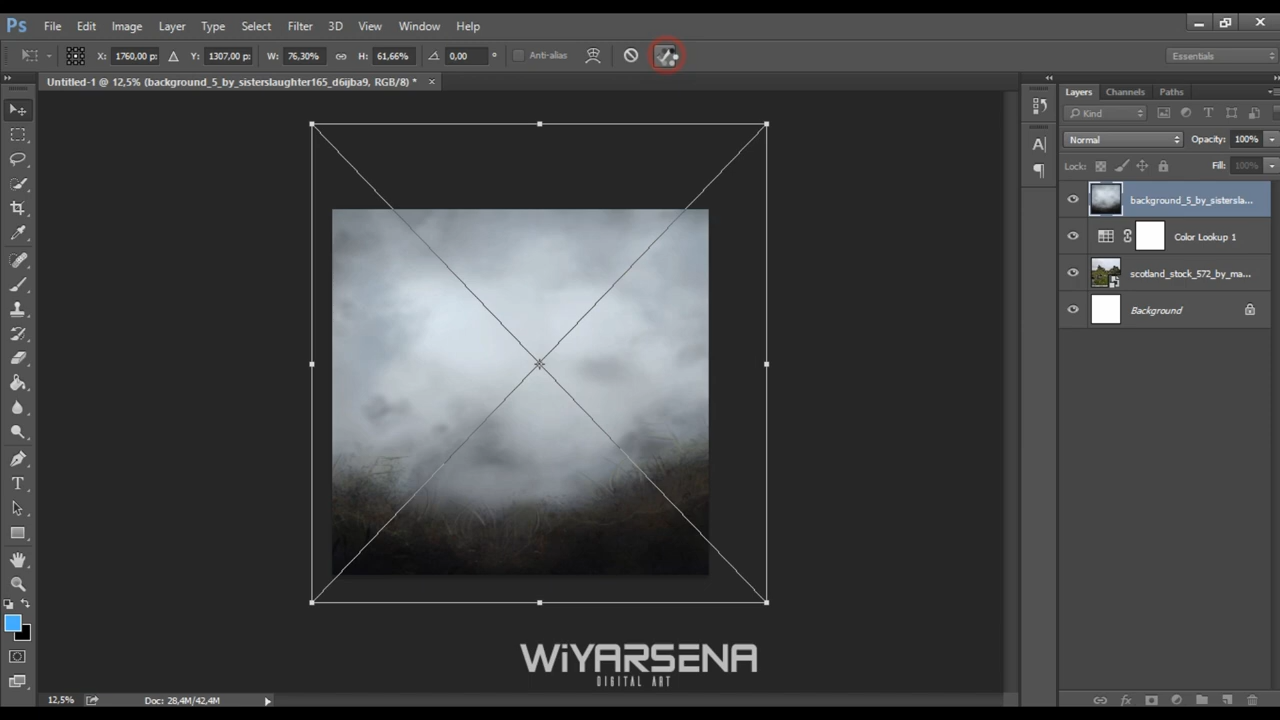 Ps File Edit Image Layer Type Select Filter 3D View Window Help
X: 1760,00 p: Y: 1307,00 p: W: 76,30% H: 61,66% 0,00 ° Anti-alias Essentials
Untitled-1 @ 12,5% (background_5_by_sisterslaughter165_d6ijba9, RGB/8) * ×
Layers Channels Paths
Kind
Normal Opacity: 100%
Lock: Fill: 100%
background_5_by_sistersla...
Color Lookup 1
scotland_stock_572_by_ma...
Background
WiYARSENA
DIGITAL ART
12,5% Doc: 28,4M/42,4M